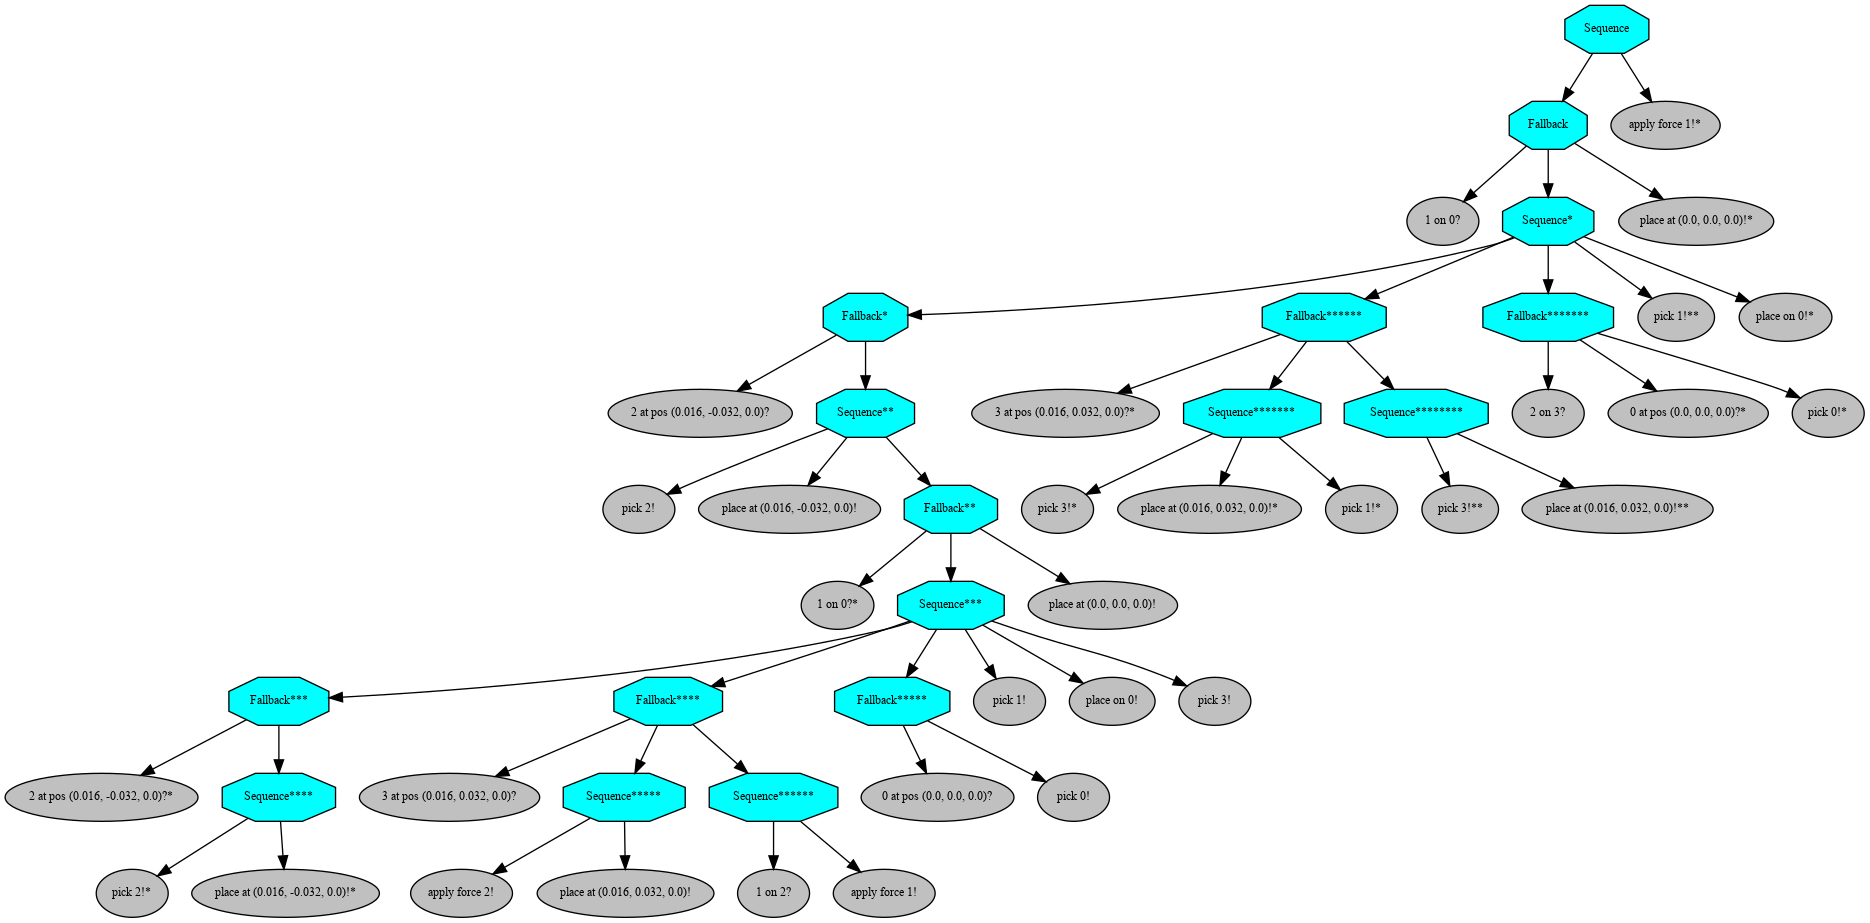 Sequence
Fallback
apply force 1!*
1 on 0?
Sequence*
place at (0.0, 0.0, 0.0)!*
Fallback*
Fallback******
Fallback*******
pick 1!**
place on 0!*
2 at pos (0.016, -0.032, 0.0)?
Sequence**
3 at pos (0.016, 0.032, 0.0)?*
Sequence*******
Sequence********
2 on 3?
0 at pos (0.0, 0.0, 0.0)?*
pick 0!*
pick 2!
place at (0.016, -0.032, 0.0)!
Fallback**
pick 3!*
place at (0.016, 0.032, 0.0)!*
pick 1!*
pick 3!**
place at (0.016, 0.032, 0.0)!**
1 on 0?*
Sequence***
place at (0.0, 0.0, 0.0)!
Fallback***
Fallback****
Fallback*****
pick 1!
place on 0!
pick 3!
2 at pos (0.016, -0.032, 0.0)?*
Sequence****
3 at pos (0.016, 0.032, 0.0)?
Sequence*****
Sequence******
0 at pos (0.0, 0.0, 0.0)?
pick 0!
pick 2!*
place at (0.016, -0.032, 0.0)!*
apply force 2!
place at (0.016, 0.032, 0.0)!
1 on 2?
apply force 1!